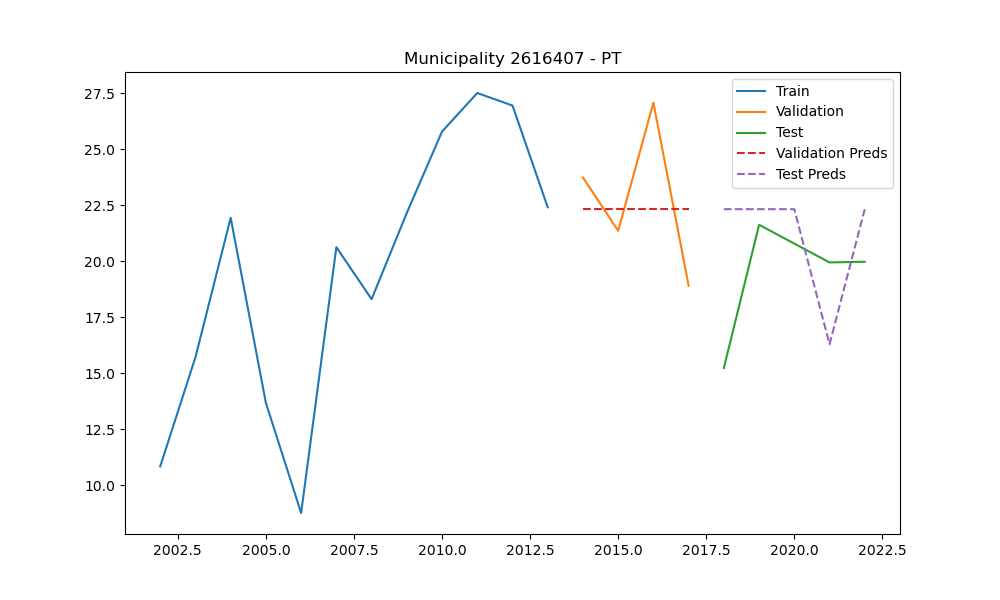 Municipality 2616407 - PT
27.5
25.0
22.5
20.0
17.5
15.0
12.5
10.0
Train
Validation
Test
Validation Preds
Test Preds
2002.5 2005.0 2007.5 2010.0 2012.5 2015.0 2017.5 2020.0 2022.5